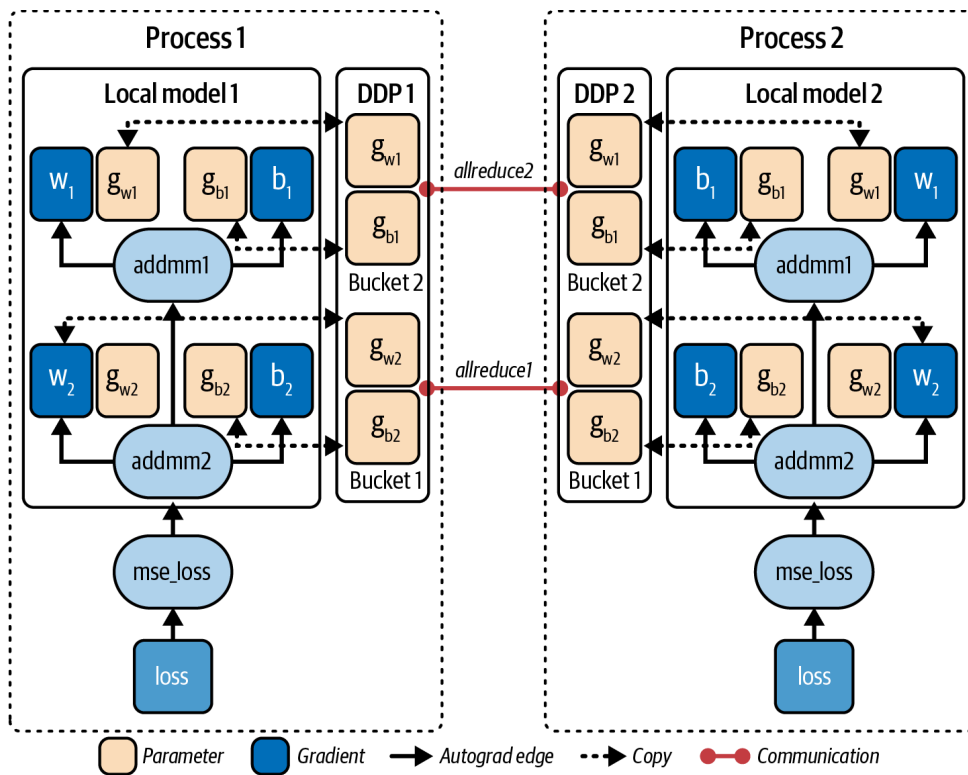 Process 1
Process 2
Local model 1
DDP 1
DDP 2
Local model 2
w1 gw1 gb1 b1
gw1
gb1
Bucket 2
allreduce2
gw1
gb1
Bucket 2
b1 gb1 gw1 w1
addmm1
addmm1
w2 gw2 gb2 b2
gw2
gb2
Bucket 1
allreduce1
gw2
gb2
Bucket 1
b2 gb2 gw2 w2
addmm2
addmm2
mse_loss
mse_loss
loss
loss
Parameter Gradient Autograd edge Copy Communication